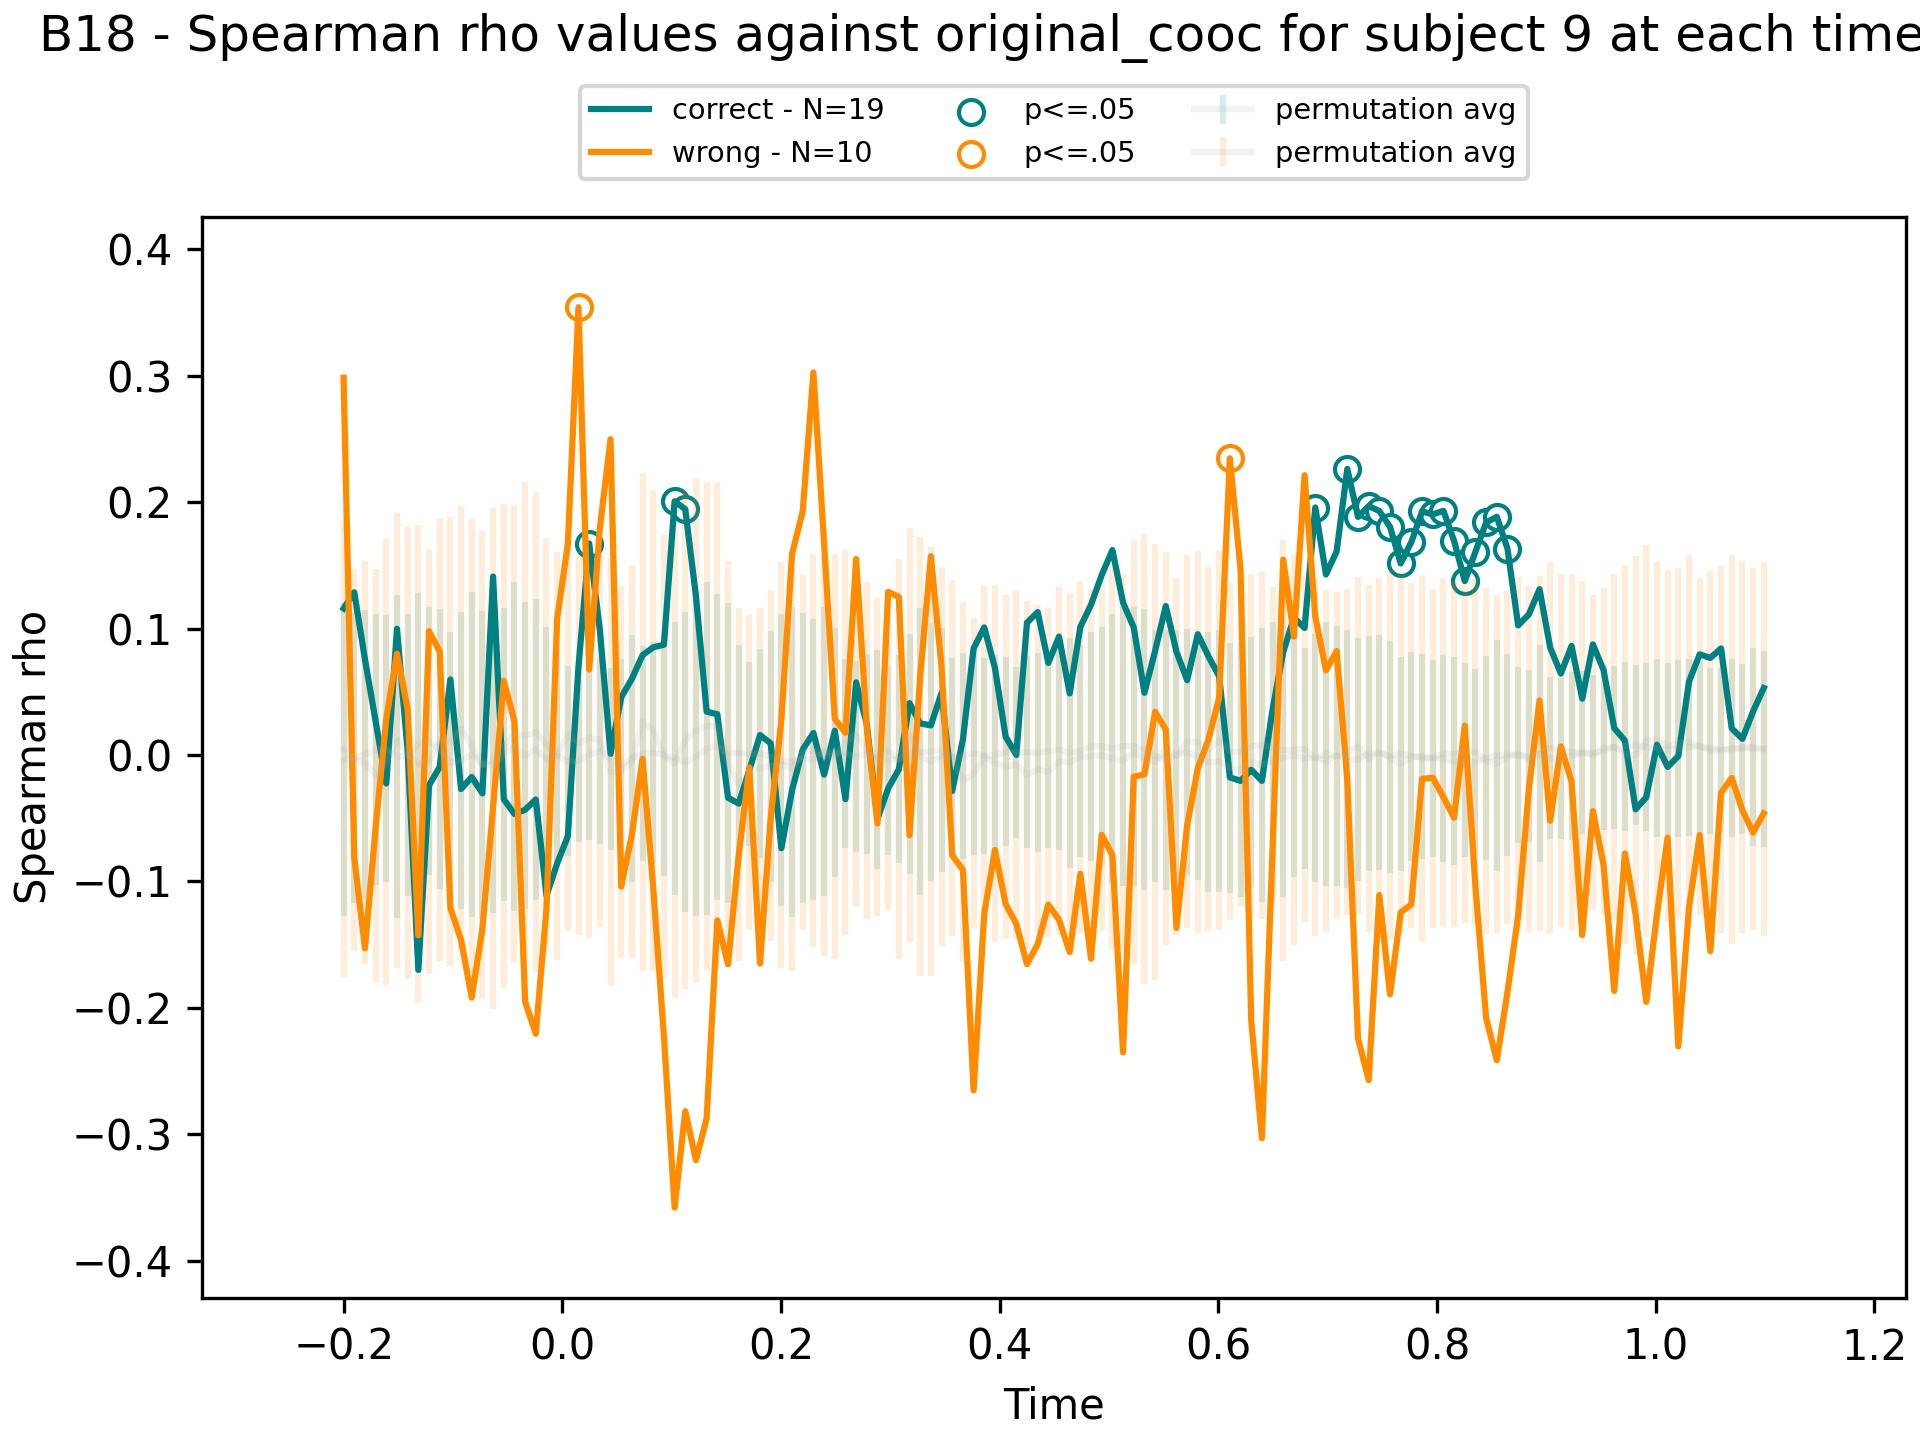 B18 - Spearman rho values against original_cooc for subject 9 at each time
correct - N=19
wrong - N=10
p<=.05
p<=.05
permutation avg
permutation avg
Spearman rho
0.4
0.3
0.2
0.1
0.0
−0.1
−0.2
−0.3
−0.4
−0.2
0.0
0.2
0.4
0.6
0.8
1.0
1.2
Time